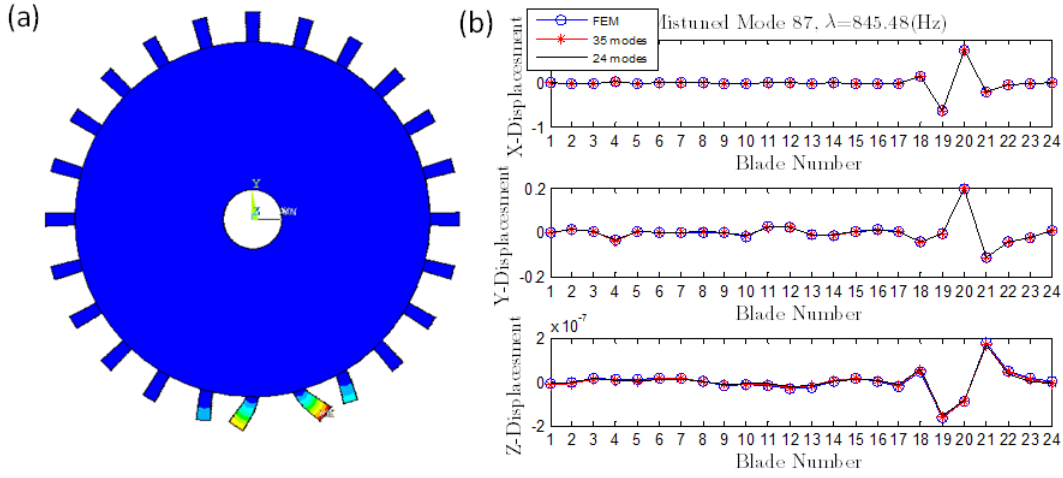 (a)
Y
Z
MN
(b)
FEM
35 modes
24 modes
Mistuned Mode 87, λ=845.48(Hz)
X-Displacesment
0
-1
1 2 3 4 5 6 7 8 9 10 11 12 13 14 15 16 17 18 19 20 21 22 23 24
Blade Number
Y-Displacesment
0.2
0
-0.2
1 2 3 4 5 6 7 8 9 10 11 12 13 14 15 16 17 18 19 20 21 22 23 24
Blade Number
Z-Displacesment
x 10-7
2
0
-2
1 2 3 4 5 6 7 8 9 10 11 12 13 14 15 16 17 18 19 20 21 22 23 24
Blade Number